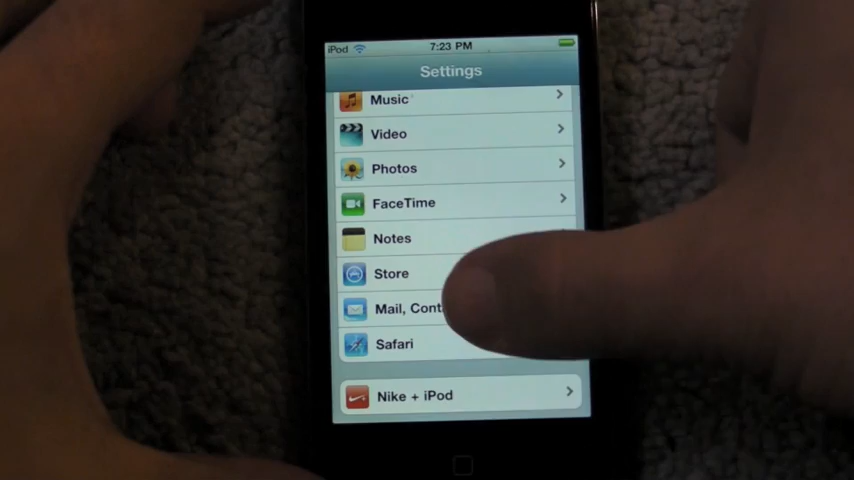 iPod 7:23 PM
Settings
Music
Video
Photos
FaceTime
Notes
Store
Mail, Cont
Safari
Nike + iPod